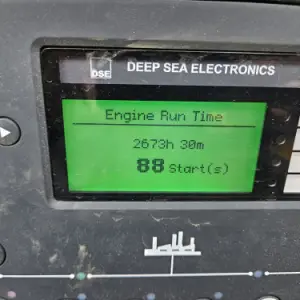 DSE DEEP SEA ELECTRONICS
Engine Run Time
2673h 30m
88 Start(s)